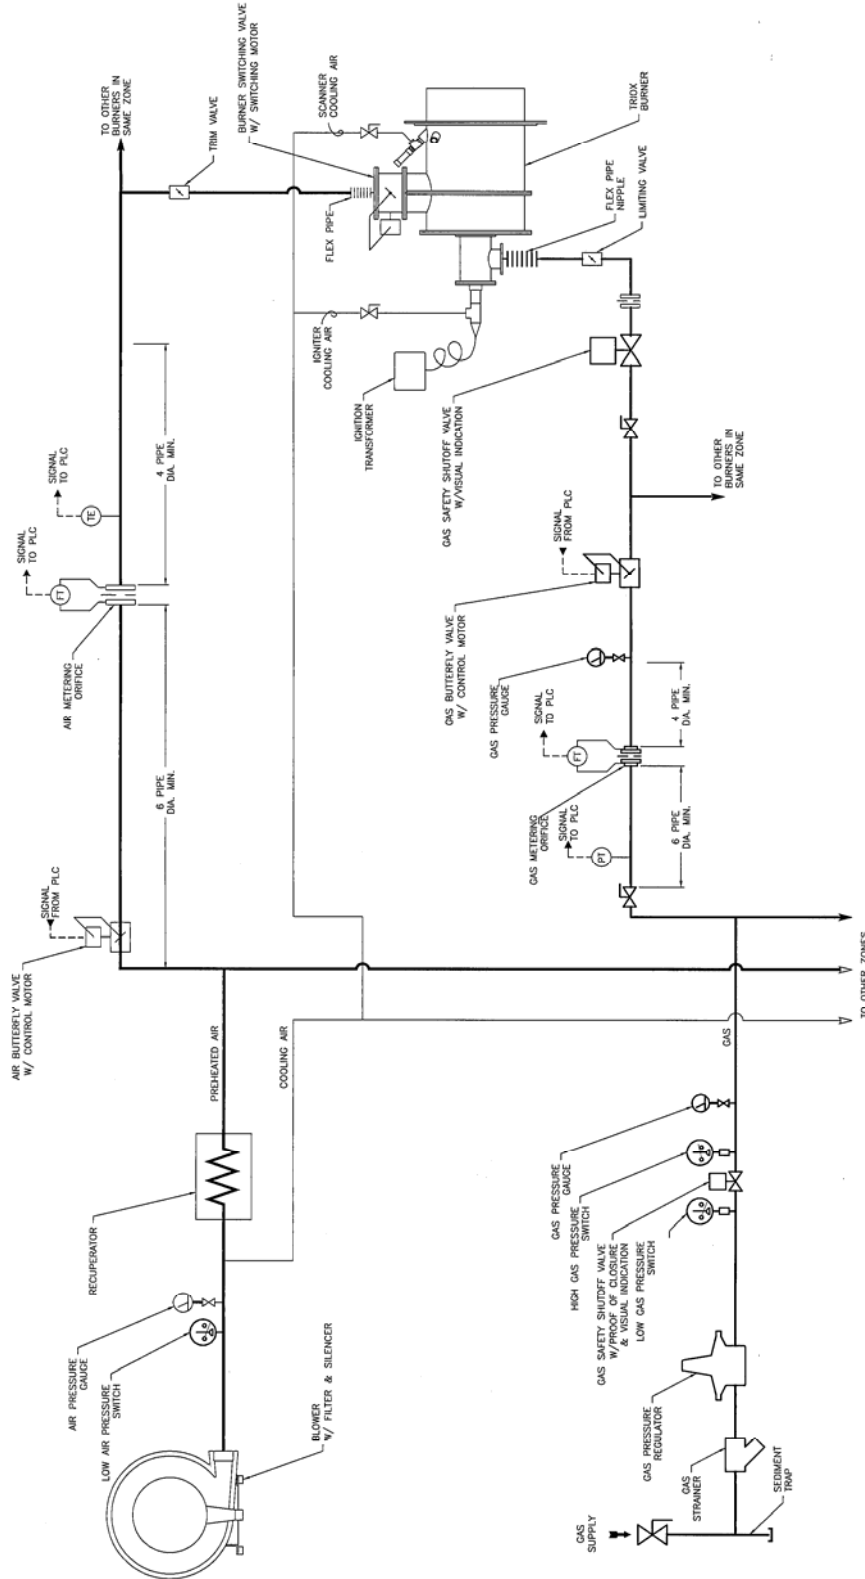 TO OTHER
BURNERS IN
SAME ZONE
TRIM VALVE
BURNER SWITCHING VALVE
W/ SWITCHING MOTOR
SCANNER
COOLING AIR
TRIOX
BURNER
FLEX PIPE
NIPPLE
LIMITING VALVE
FLEX PIPE
IGNITER
COOLING AIR
IGNITION
TRANSFORMER
GAS SAFETY SHUTOFF VALVE
W/VISUAL INDICATION
TO OTHER
BURNERS IN
SAME ZONE
SIGNAL
TO PLC
TE
4 PIPE
DIA. MIN.
SIGNAL
TO PLC
FT
AIR METERING
ORIFICE
6 PIPE
DIA. MIN.
SIGNAL
FROM PLC
AIR BUTTERFLY VALVE
W/ CONTROL MOTOR
SIGNAL
FROM PLC
GAS BUTTERFLY VALVE
W/ CONTROL MOTOR
GAS PRESSURE
GAUGE
SIGNAL
TO PLC
FT
4 PIPE
DIA. MIN.
GAS METERING
ORIFICE
SIGNAL
TO PLC
PT
6 PIPE
DIA. MIN.
TO OTHER ZONES
PREHEATED AIR
COOLING AIR
GAS
RECUPERATOR
AIR PRESSURE
GAUGE
LOW AIR PRESSURE
SWITCH
BLOWER
W/ FILTER & SILENCER
GAS PRESSURE
GAUGE
HIGH GAS PRESSURE
SWITCH
GAS SAFETY SHUTOFF VALVE
W/PROOF OF CLOSURE
& VISUAL INDICATION
LOW GAS PRESSURE
SWITCH
GAS PRESSURE
REGULATOR
GAS
STRAINER
GAS
SUPPLY
SEDIMENT
TRAP